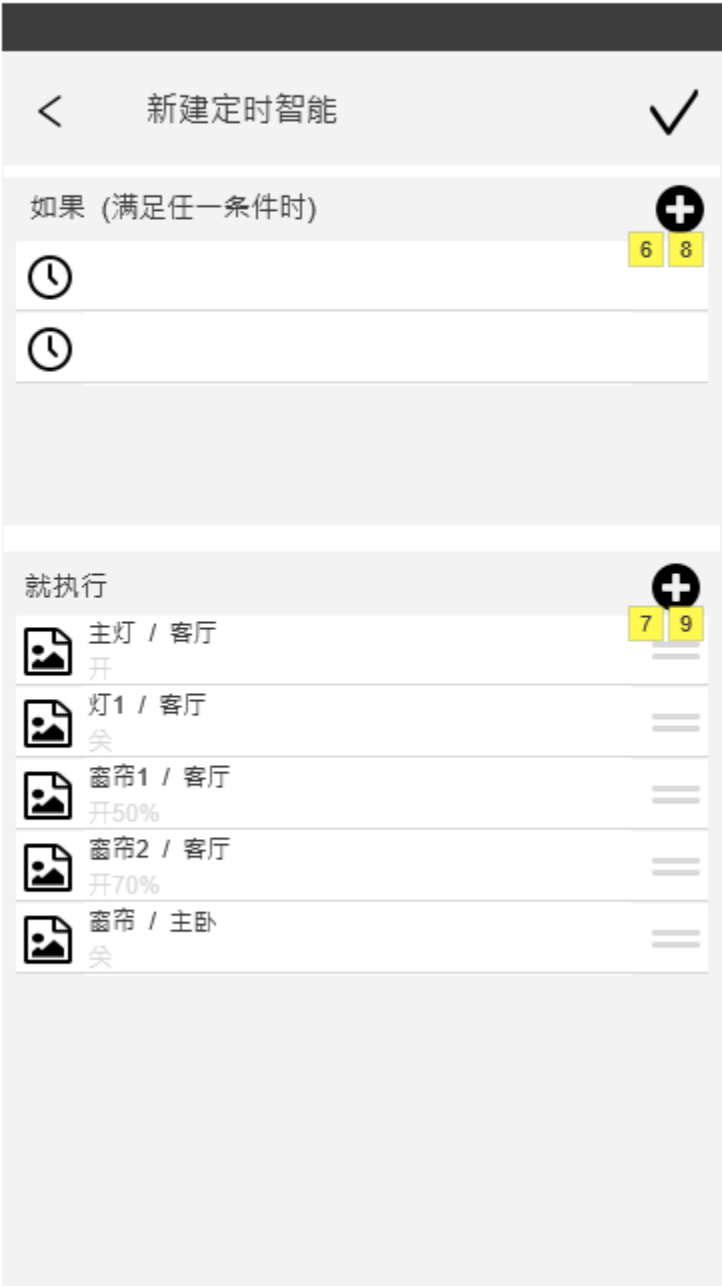 新建定时智能
如果 (满足任一条件时)
6 8
就执行
7 9
主灯 / 客厅
开
灯1 / 客厅
关
窗帘1 / 客厅
开50%
窗帘2 / 客厅
开70%
窗帘 / 主卧
关